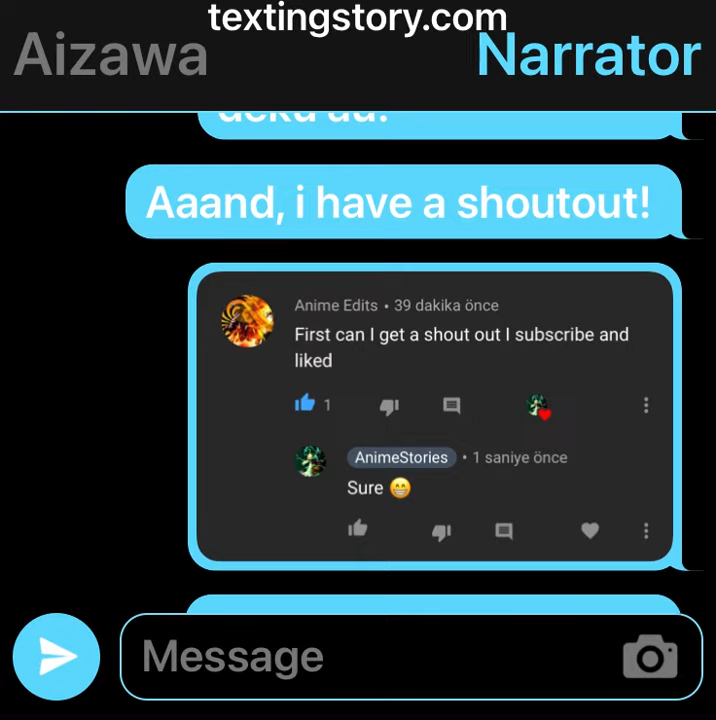 textingstory.com
Aizawa
Narrator
Aaand, i have a shoutout!
Anime Edits • 39 dakika önce
First can I get a shout out I subscribe and
liked
1
AnimeStories • 1 saniye önce
Sure 😁
Message